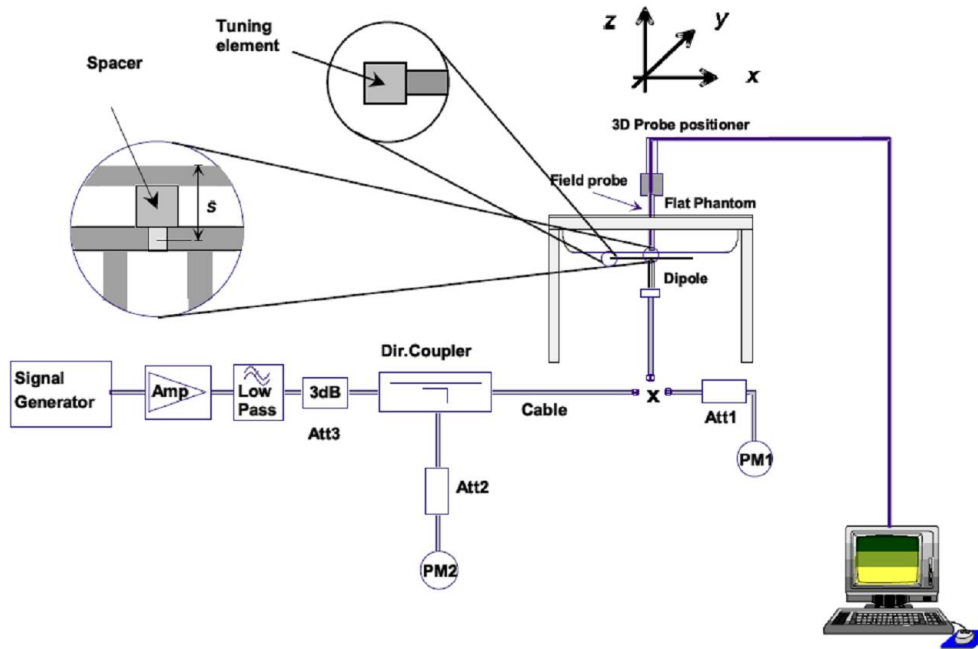 Tuning
element
Spacer
s
z
y
x
3D Probe positioner
Field probe
Flat Phantom
Dipole
Dir.Coupler
Signal
Generator
Amp
Low
Pass
3dB
Att3
Cable
x
Att1
PM1
Att2
PM2